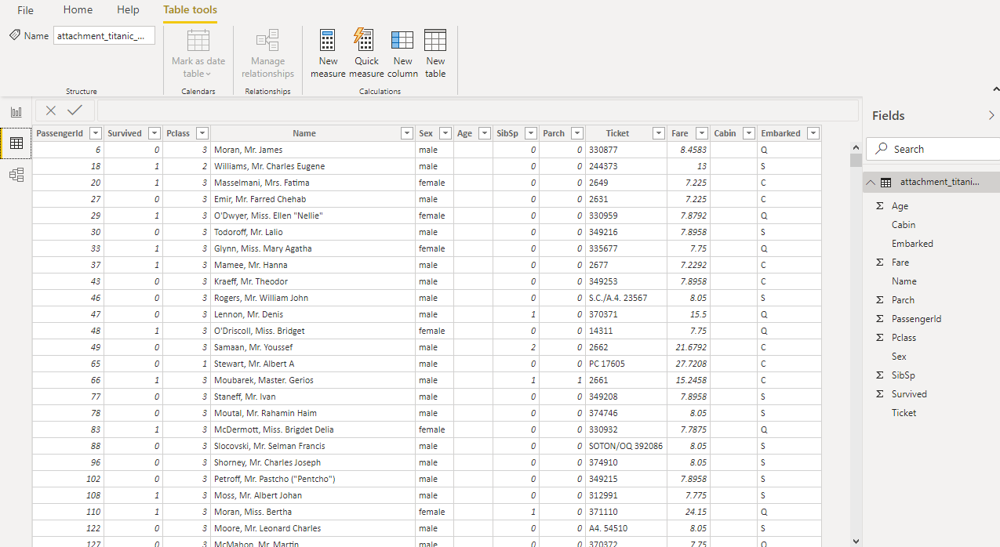 File Home Help Table tools
Name attachment_titanic_...
Mark as date table
Manage relationships
New measure
Quick measure
New column
New table
Structure Calendars Relationships Calculations
Fields
Search
PassengerId Survived Pclass Name Sex Age SibSp Parch Ticket Fare Cabin Embarked
6 0 3 Moran, Mr. James male 0 0 330877 8.4583 Q
18 1 2 Williams, Mr. Charles Eugene male 0 0 244373 13 S
20 1 3 Masselmani, Mrs. Fatima female 0 0 2649 7.225 C
27 0 3 Emir, Mr. Farred Chehab male 0 0 2631 7.225 C
29 1 3 O'Dwyer, Miss. Ellen "Nellie" female 0 0 330959 7.8792 Q
30 0 3 Todoroff, Mr. Lalio male 0 0 349216 7.8958 S
33 1 3 Glynn, Miss. Mary Agatha female 0 0 335677 7.75 Q
37 1 3 Mamee, Mr. Hanna male 0 0 2677 7.2292 C
43 0 3 Kraeff, Mr. Theodor male 0 0 349253 7.8958 C
46 0 3 Rogers, Mr. William John male 0 0 S.C./A.4. 23567 8.05 S
47 0 3 Lennon, Mr. Denis male 1 0 370371 15.5 Q
48 1 3 O'Driscoll, Miss. Bridget female 0 0 14311 7.75 Q
49 0 3 Samaan, Mr. Youssef male 2 0 2662 21.6792 C
65 0 1 Stewart, Mr. Albert A male 0 0 PC 17605 27.7208 C
66 1 3 Moubarek, Master. Gerios male 1 1 2661 15.2458 C
77 0 3 Staneff, Mr. Ivan male 0 0 349208 7.8958 S
78 0 3 Moutal, Mr. Rahamin Haim male 0 0 374746 8.05 S
83 1 3 McDermott, Miss. Brigdet Delia female 0 0 330932 7.7875 Q
88 0 3 Slocovski, Mr. Selman Francis male 0 0 SOTON/OQ 392086 8.05 S
96 0 3 Shorney, Mr. Charles Joseph male 0 0 374910 8.05 S
102 0 3 Petroff, Mr. Pastcho ("Pentcho") male 0 0 349215 7.8958 S
108 1 3 Moss, Mr. Albert Johan male 0 0 312991 7.775 S
110 1 3 Moran, Miss. Bertha female 1 0 371110 24.15 Q
122 0 3 Moore, Mr. Leonard Charles male 0 0 A4. 54510 8.05 S
127 0 3 McMahon, Mr. Martin male 0 0 370372 7.75 Q
attachment_titani...
Σ Age
Cabin
Embarked
Σ Fare
Name
Σ Parch
Σ PassengerId
Σ Pclass
Sex
Σ SibSp
Σ Survived
Ticket